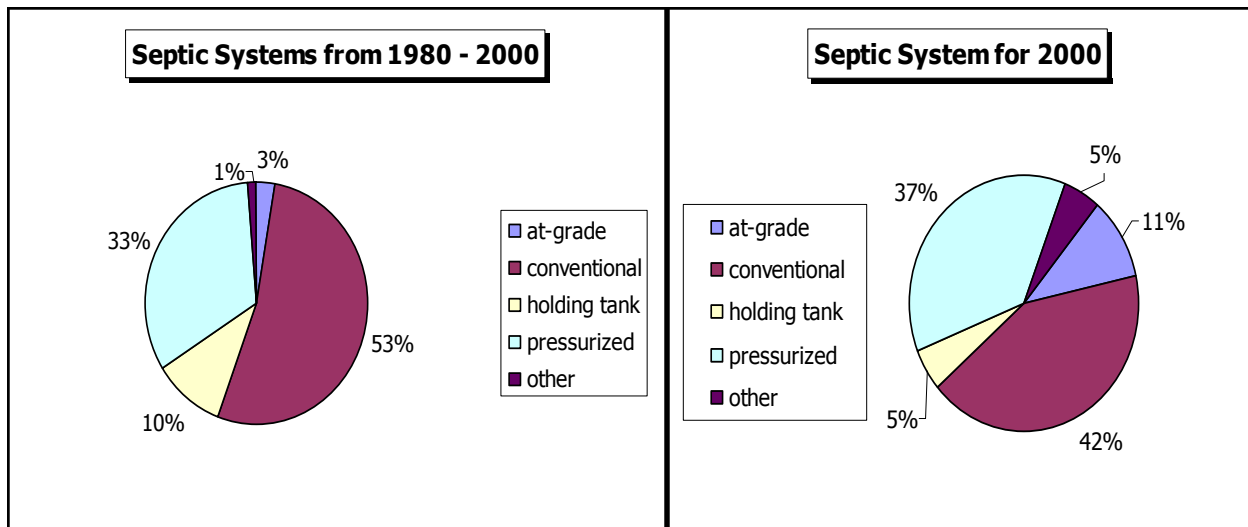 Septic Systems from 1980 - 2000
1%
3%
33%
53%
10%
at-grade
conventional
holding tank
pressurized
other
Septic System for 2000
5%
37%
11%
5%
42%
at-grade
conventional
holding tank
pressurized
other